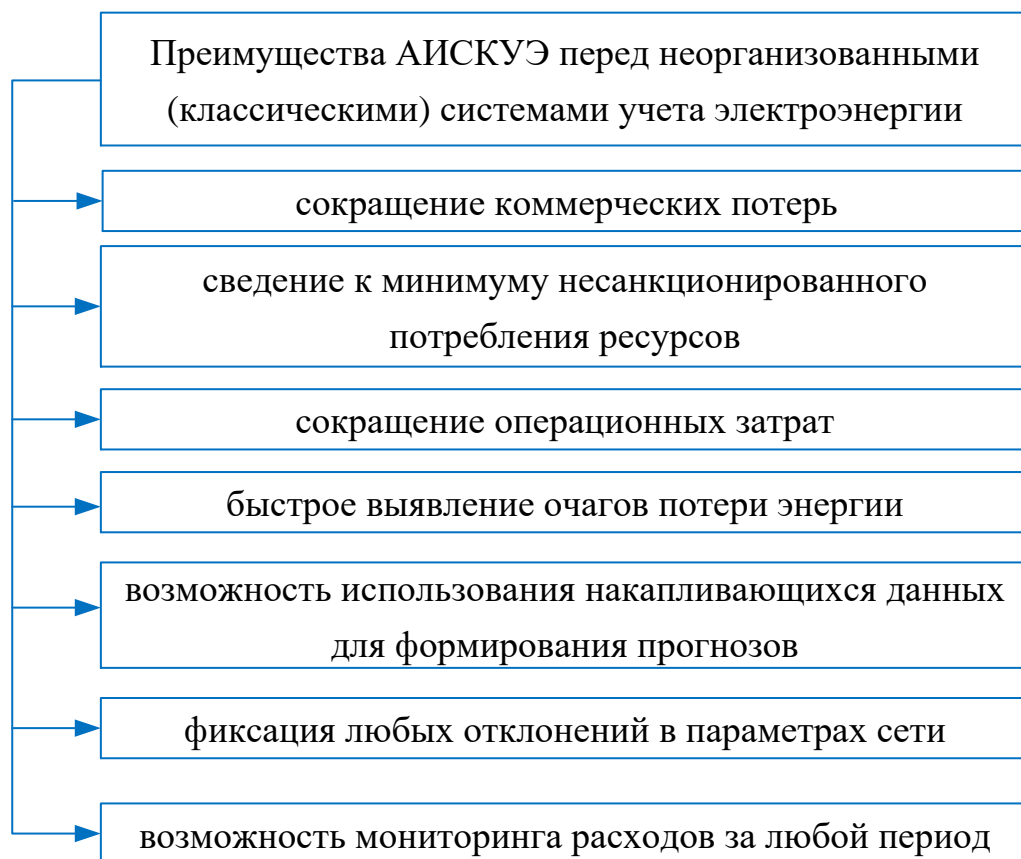 Преимущества АИСКУЭ перед неорганизованными
(классическими) системами учета электроэнергии
сокращение коммерческих потерь
сведение к минимуму несанкционированного
потребления ресурсов
сокращение операционных затрат
быстрое выявление очагов потери энергии
возможность использования накапливающихся данных
для формирования прогнозов
фиксация любых отклонений в параметрах сети
возможность мониторинга расходов за любой период